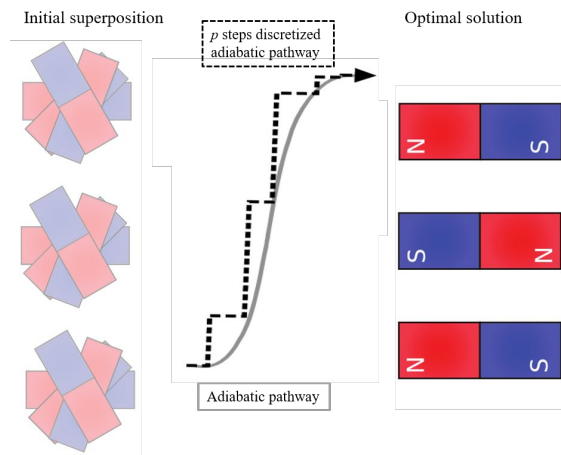 Initial superposition
p steps discretized
adiabatic pathway
Optimal solution
N S
S N
N S
Adiabatic pathway